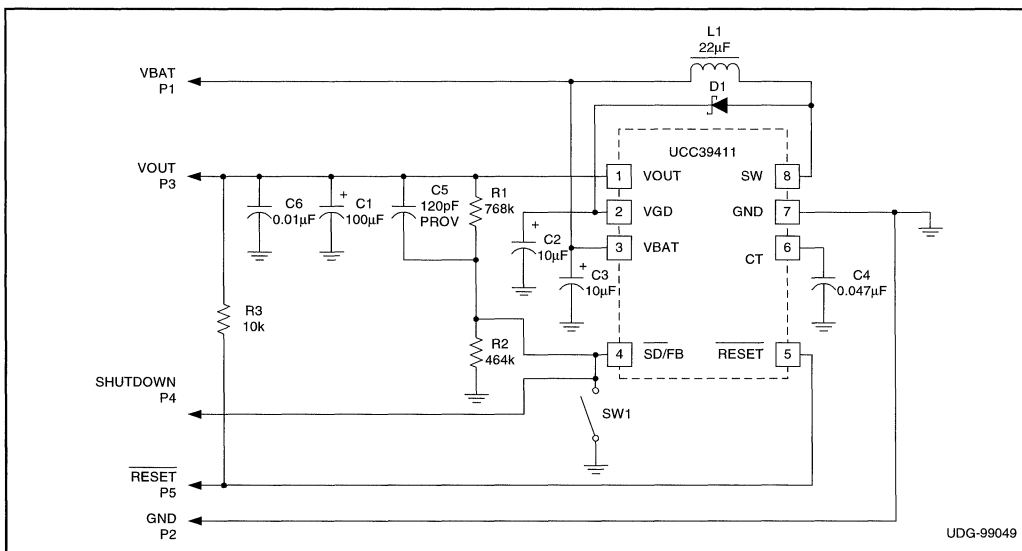 L1
22µF
VBAT
P1
D1
UCC39411
VOUT
P3
1 VOUT SW 8
C6
0.01µF
+ C1
100µF
C5
120pF
PROV
R1
768k
2 VGD GND 7
+ C2
10µF
3 VBAT CT 6
+ C3
10µF
C4
0.047µF
R3
10k
R2
464k
4 SD/FB RESET 5
SHUTDOWN
P4
SW1
RESET
P5
GND
P2
UDG-99049